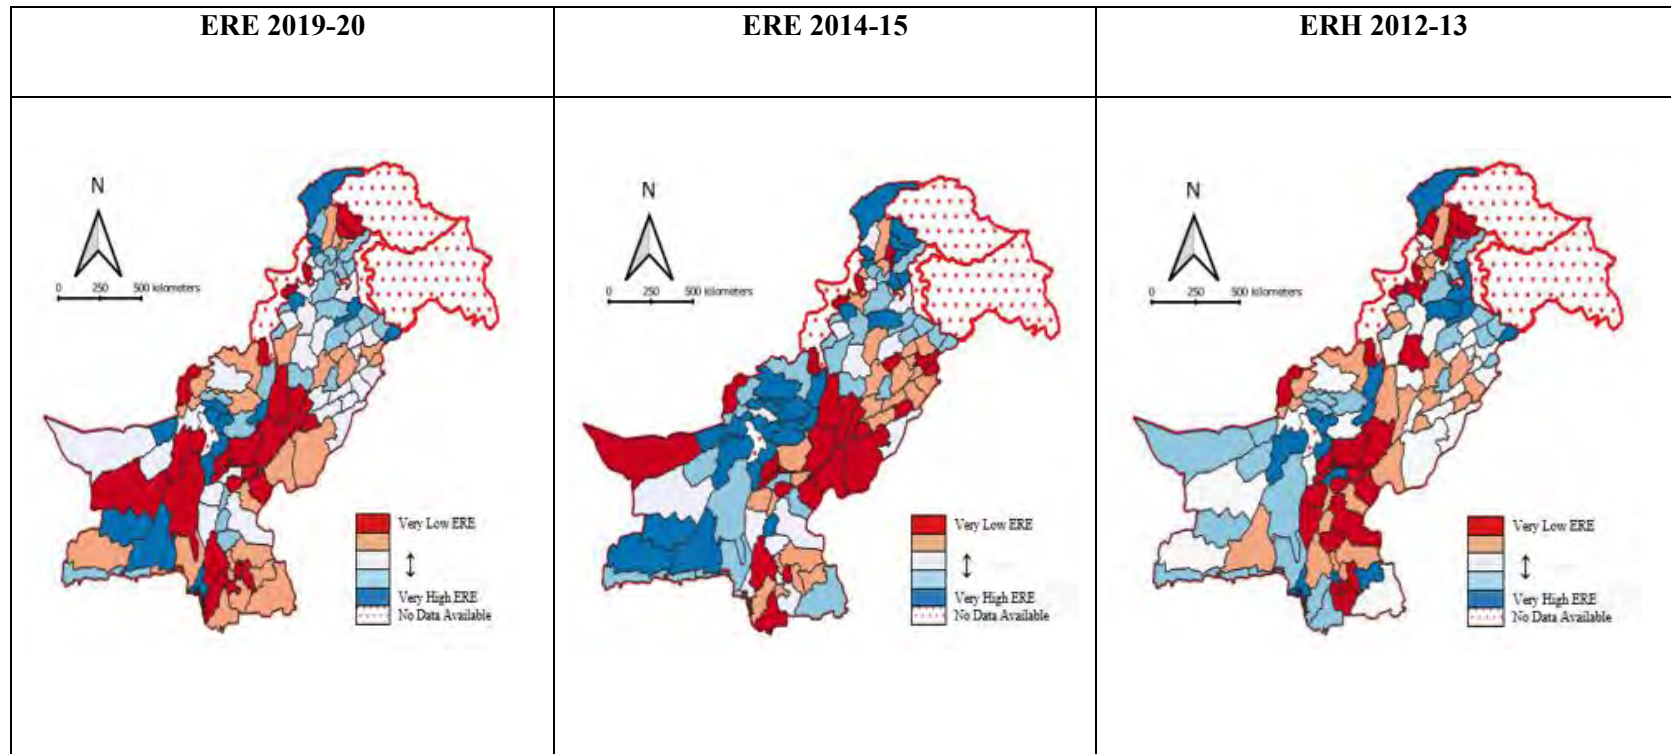 ERE 2019-20
ERE 2014-15
ERH 2012-13
N
0 250 500 kilometers
Very Low ERE
↕
Very High ERE
No Data Available
N
0 250 500 kilometers
Very Low ERE
↕
Very High ERE
No Data Available
N
0 250 500 kilometers
Very Low ERE
↕
Very High ERE
No Data Available